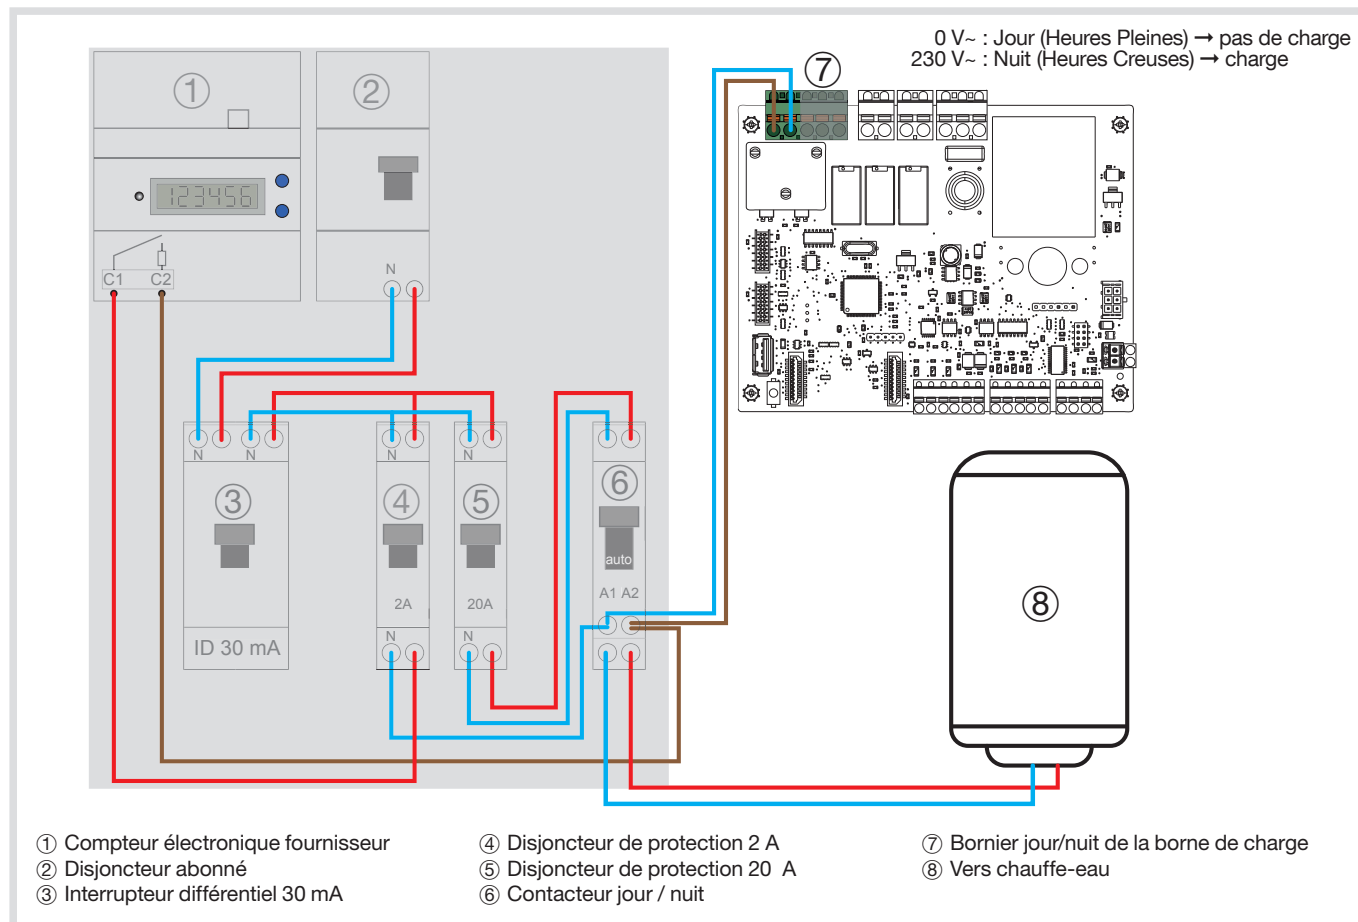 0 V~ : Jour (Heures Pleines) → pas de charge
230 V~ : Nuit (Heures Creuses) → charge
① ② ⑦
123456
C1 C2
N
N N N N
③ ④ ⑤ ⑥
auto
2A 20A A1 A2
ID 30 mA N N
⑧
① Compteur électronique fournisseur
② Disjoncteur abonné
③ Interrupteur différentiel 30 mA
④ Disjoncteur de protection 2 A
⑤ Disjoncteur de protection 20 A
⑥ Contacteur jour / nuit
⑦ Bornier jour/nuit de la borne de charge
⑧ Vers chauffe-eau